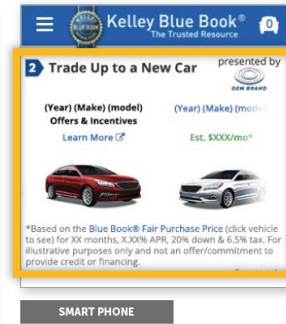 Kelley Blue Book®
The Trusted Resource
0
2 Trade Up to a New Car
presented by
OEM BRAND
(Year) (Make) (model)
Offers & Incentives
Learn More
(Year) (Make) (mod
Est. $XXX/mo*
*Based on the Blue Book® Fair Purchase Price (click vehicle
to see) for XX months, X.XX% APR, 20% down & 6.5% tax. For
illustrative purposes only and not an offer/commitment to
provide credit or financing.
SMART PHONE